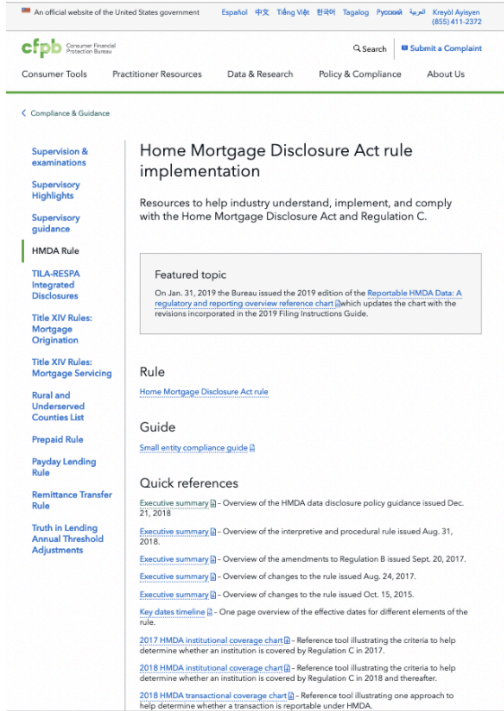 An official website of the United States government
Español 中文 Tiếng Việt 한국어 Tagalog Русский العربية Kreyòl Ayisyen
(855) 411-2372
cfpb Consumer Financial
Protection Bureau
Search
Submit a Complaint
Consumer Tools Practitioner Resources Data & Research Policy & Compliance About Us
Compliance & Guidance
Supervision &
examinations
Supervisory
Highlights
Supervisory
guidance
HMDA Rule
TILA-RESPA
Integrated
Disclosures
Title XIV Rules:
Mortgage
Origination
Title XIV Rules:
Mortgage Servicing
Rural and
Underserved
Counties List
Prepaid Rule
Payday Lending
Rule
Remittance Transfer
Rule
Truth in Lending
Annual Threshold
Adjustments
Home Mortgage Disclosure Act rule
implementation
Resources to help industry understand, implement, and comply
with the Home Mortgage Disclosure Act and Regulation C.
Featured topic
On Jan. 31, 2019 the Bureau issued the 2019 edition of the Reportable HMDA Data: A
regulatory and reporting overview reference chart which updates the chart with the
revisions incorporated in the 2019 Filing Instructions Guide.
Rule
Home Mortgage Disclosure Act rule
Guide
Small entity compliance guide
Quick references
Executive summary – Overview of the HMDA data disclosure policy guidance issued Dec.
21, 2018
Executive summary – Overview of the interpretive and procedural rule issued Aug. 31,
2018.
Executive summary – Overview of the amendments to Regulation B issued Sept. 20, 2017.
Executive summary – Overview of changes to the rule issued Aug. 24, 2017.
Executive summary – Overview of changes to the rule issued Oct. 15, 2015.
Key dates timeline – One page overview of the effective dates for different elements of the
rule.
2017 HMDA institutional coverage chart – Reference tool illustrating the criteria to help
determine whether an institution is covered by Regulation C in 2017.
2018 HMDA institutional coverage chart – Reference tool illustrating the criteria to help
determine whether an institution is covered by Regulation C in 2018 and thereafter.
2018 HMDA transactional coverage chart – Reference tool illustrating one approach to
help determine whether a transaction is reportable under HMDA.